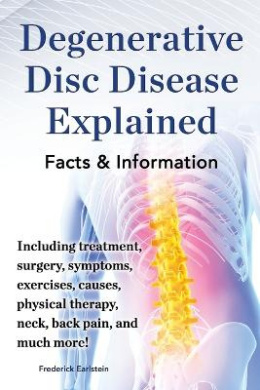 Degenerative
Disc Disease
Explained
Facts & Information
Including treatment,
surgery, symptoms,
exercises, causes,
physical therapy,
neck, back pain, and
much more!
Frederick Earlstein